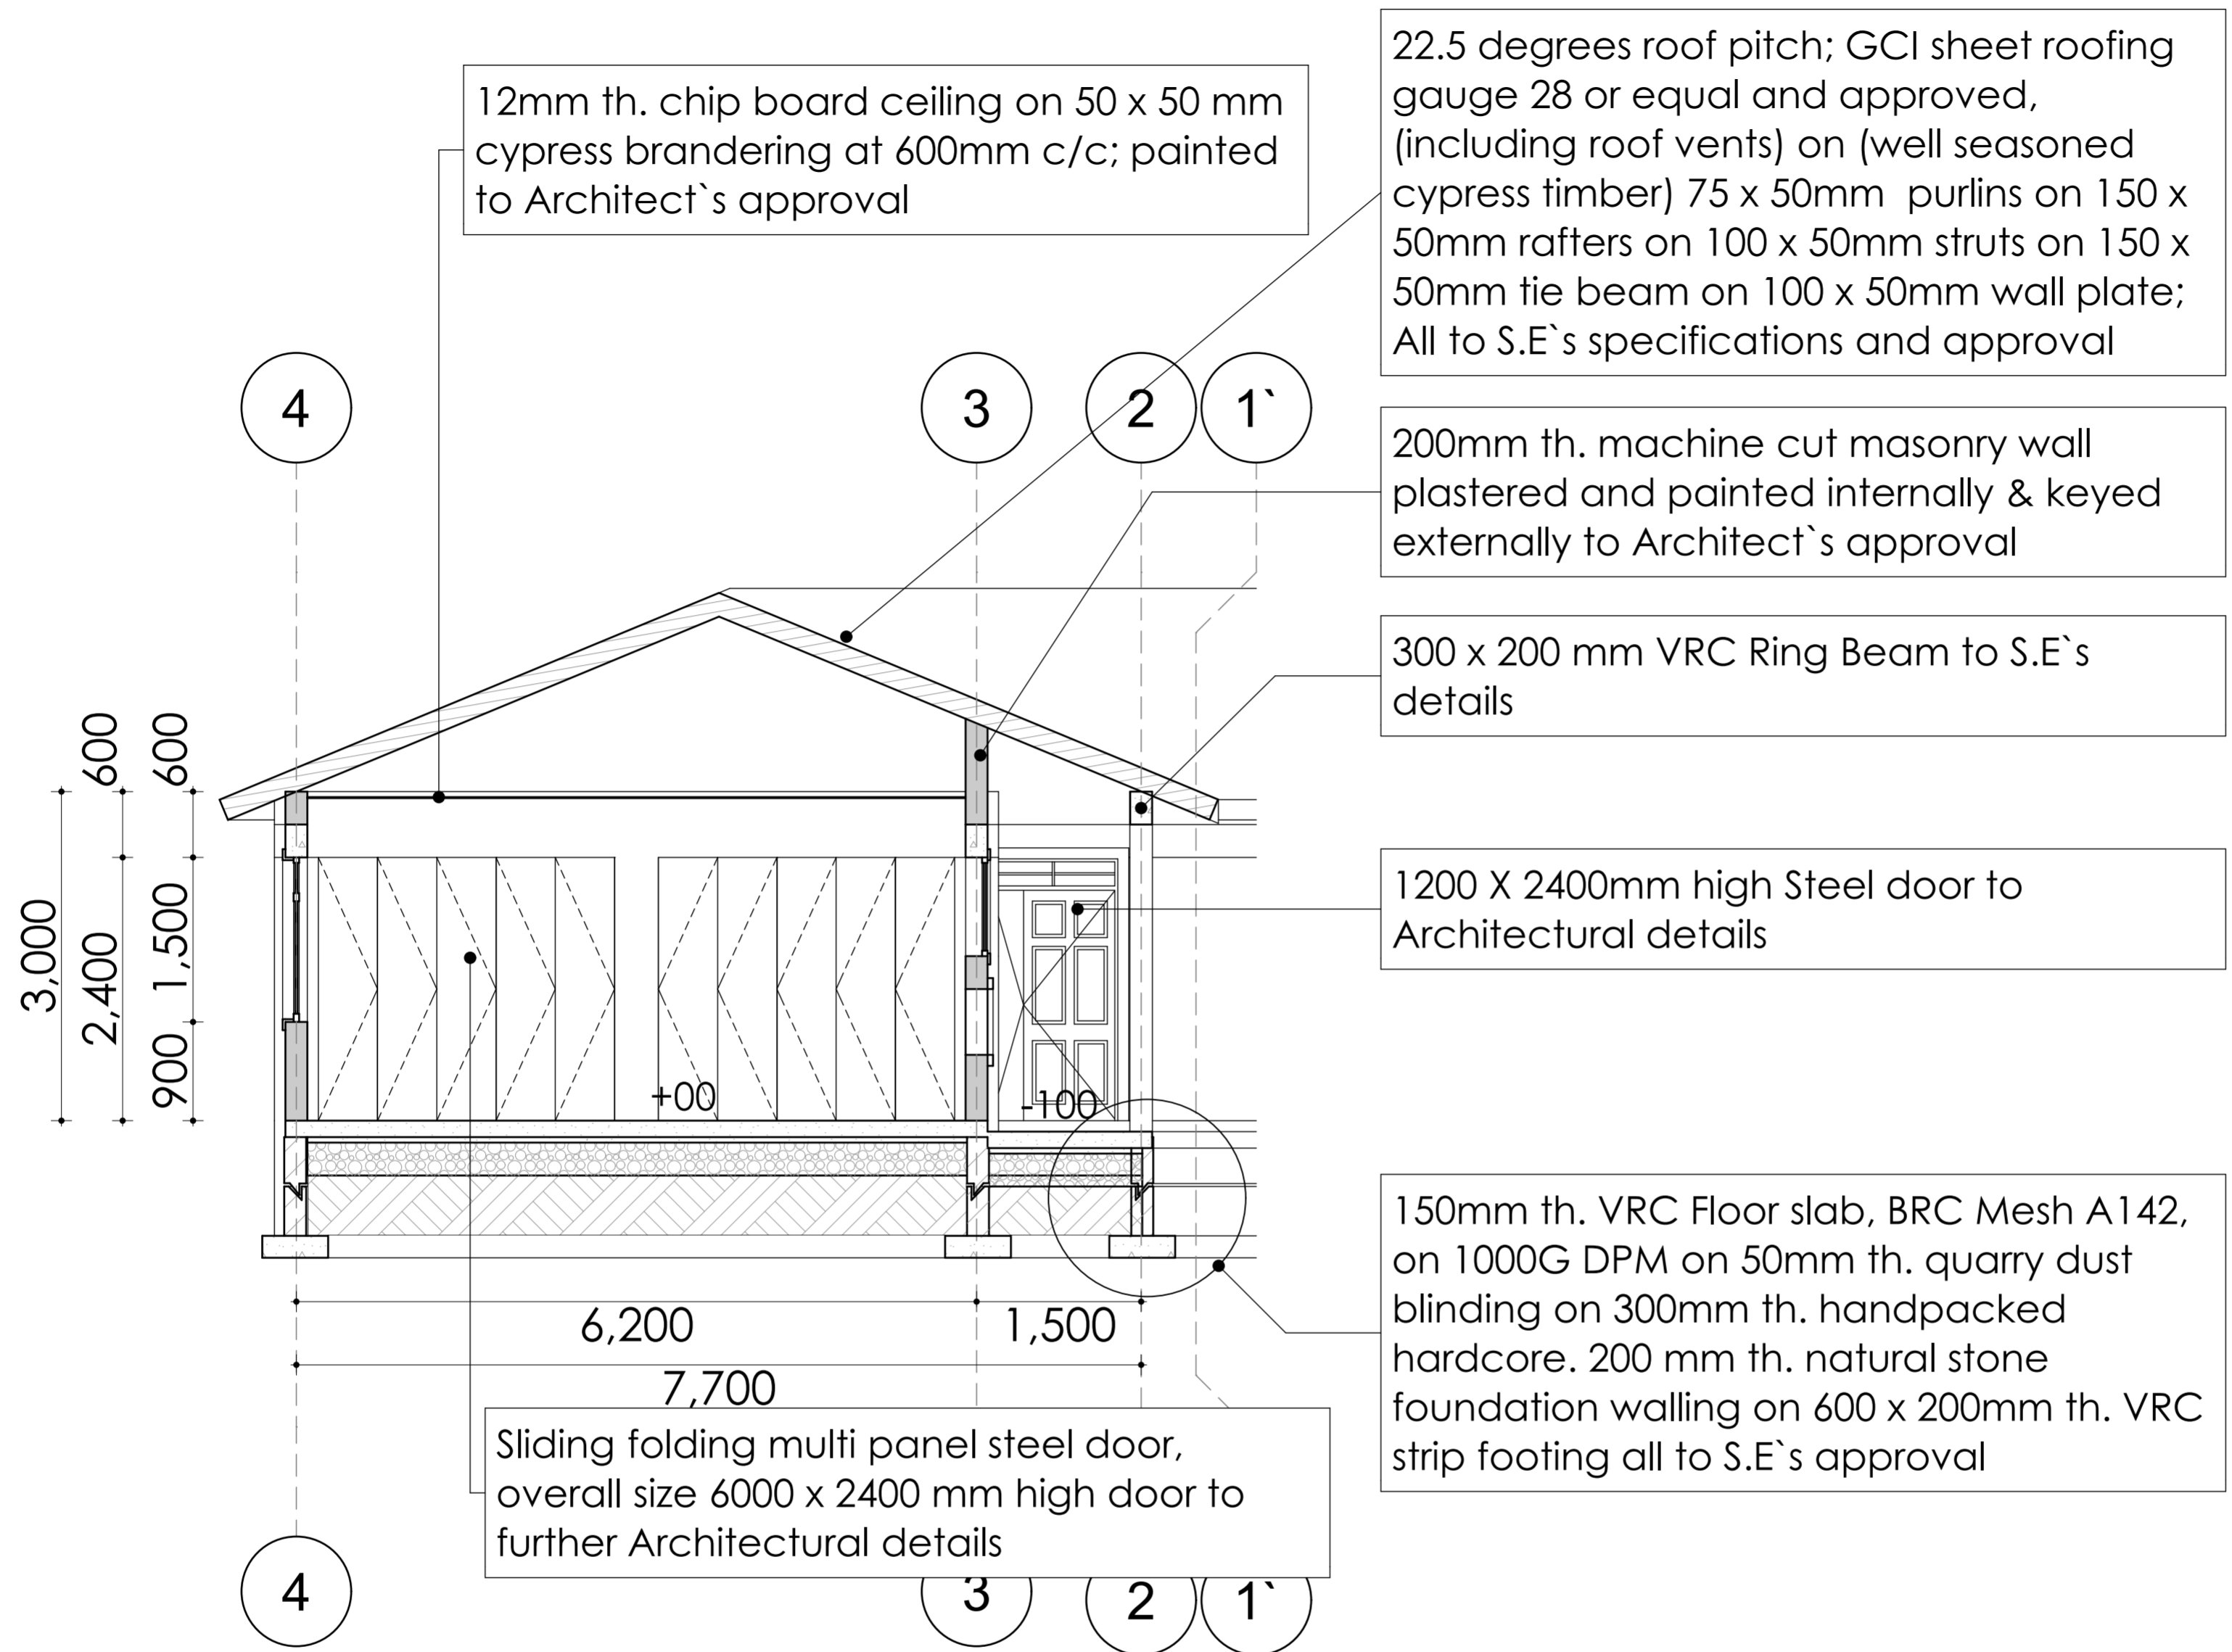 22.5 degrees roof pitch; GCI sheet roofing
gauge 28 or equal and approved,
(including roof vents) on (well seasoned
cypress timber) 75 x 50mm purlins on 150 x
50mm rafters on 100 x 50mm struts on 150 x
50mm tie beam on 100 x 50mm wall plate;
All to S.E`s specifications and approval
12mm th. chip board ceiling on 50 x 50 mm
cypress brandering at 600mm c/c; painted
to Architect`s approval
4
3
2
1`
200mm th. machine cut masonry wall
plastered and painted internally & keyed
externally to Architect`s approval
300 x 200 mm VRC Ring Beam to S.E`s
details
600
600
3,000
2,400
1,500
900
1200 X 2400mm high Steel door to
Architectural details
+00
-100
150mm th. VRC Floor slab, BRC Mesh A142,
on 1000G DPM on 50mm th. quarry dust
blinding on 300mm th. handpacked
hardcore. 200 mm th. natural stone
foundation walling on 600 x 200mm th. VRC
strip footing all to S.E`s approval
6,200
1,500
7,700
Sliding folding multi panel steel door,
overall size 6000 x 2400 mm high door to
further Architectural details
4
3
2
1`